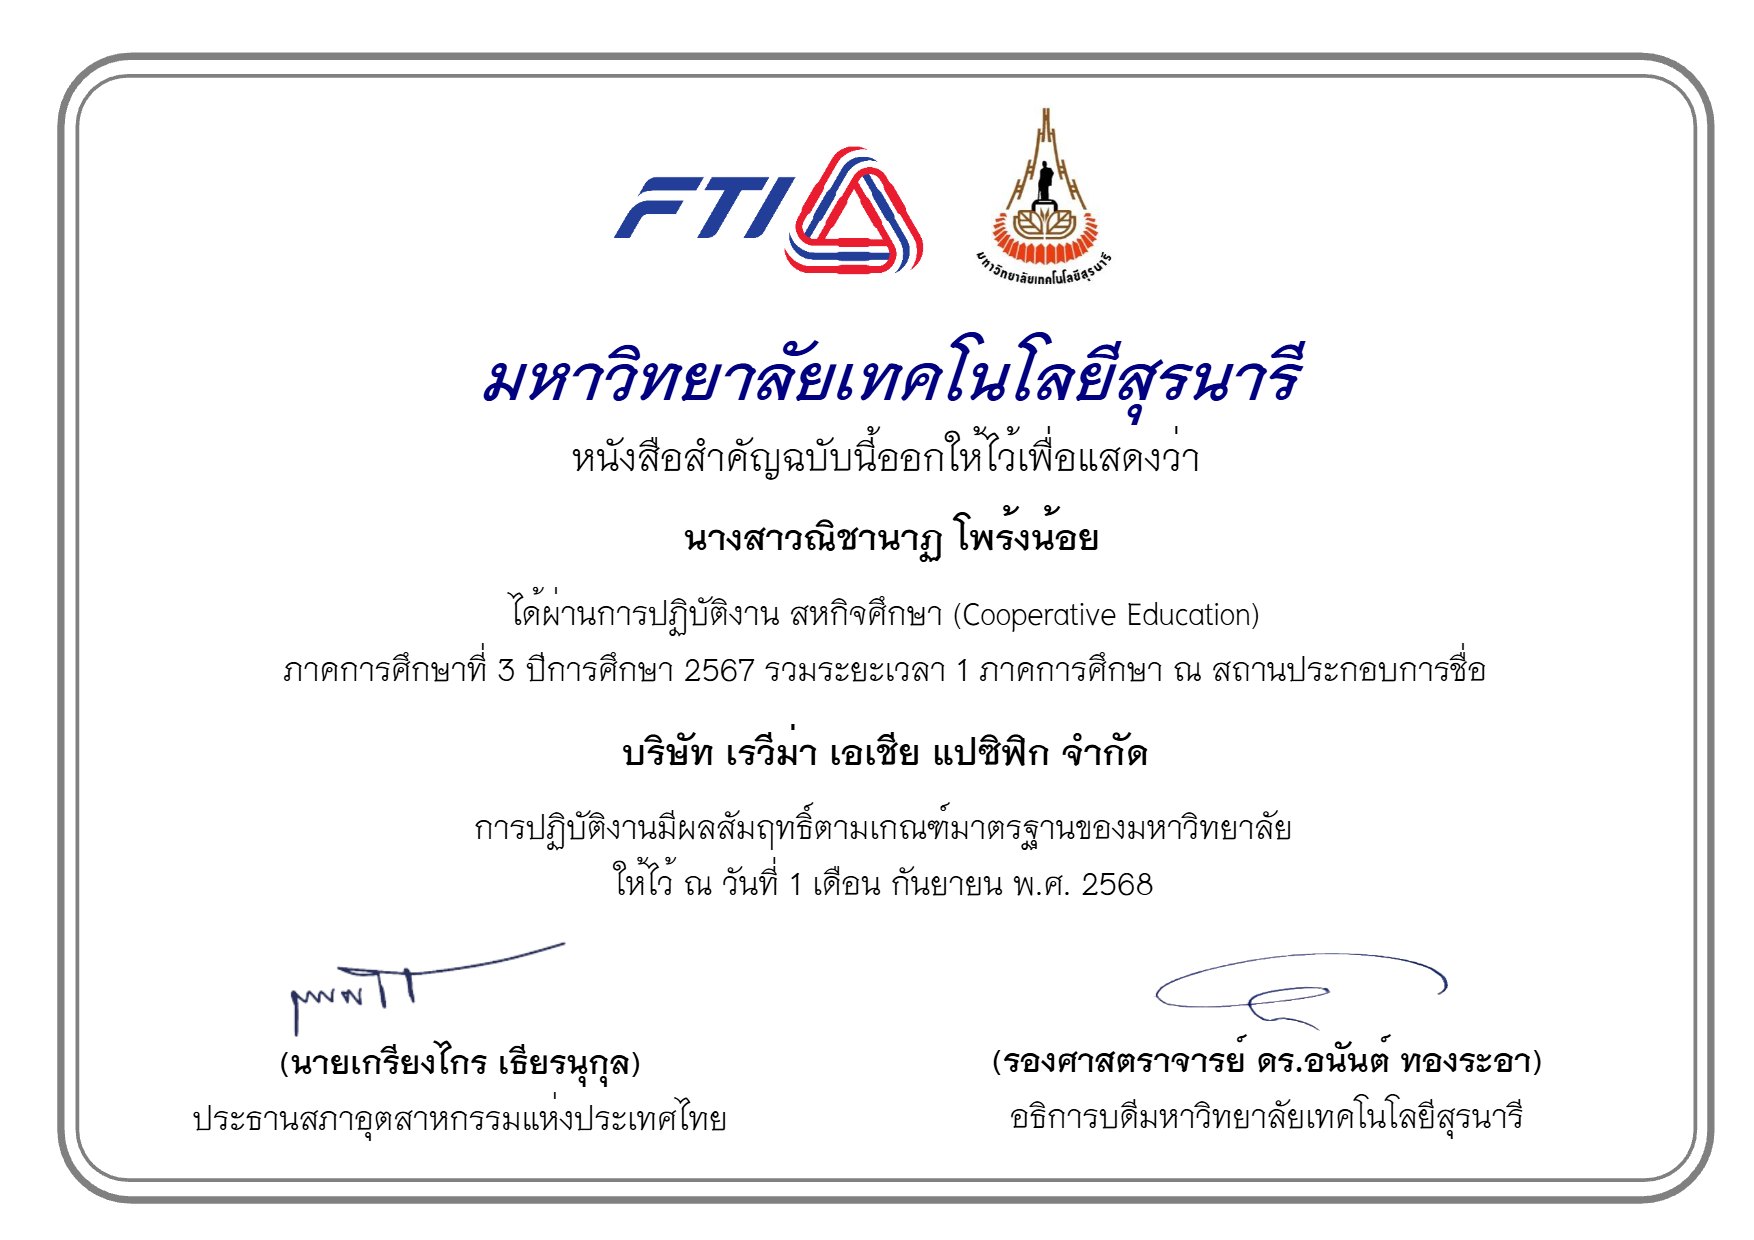 FTI
มหาวิทยาลัยเทคโนโลยีสุรนารี
มหาวิทยาลัยเทคโนโลยีสุรนารี
หนังสือสำคัญฉบับนี้ออกให้ไว้เพื่อแสดงว่า
นางสาวณิชานาฏ โพร้งน้อย
ได้ผ่านการปฏิบัติงาน สหกิจศึกษา (Cooperative Education)
ภาคการศึกษาที่ 3 ปีการศึกษา 2567 รวมระยะเวลา 1 ภาคการศึกษา ณ สถานประกอบการชื่อ
บริษัท เรวีม่า เอเชีย แปซิฟิก จำกัด
การปฏิบัติงานมีผลสัมฤทธิ์ตามเกณฑ์มาตรฐานของมหาวิทยาลัย
ให้ไว้ ณ วันที่ 1 เดือน กันยายน พ.ศ. 2568
(นายเกรียงไกร เธียรนุกุล)
ประธานสภาอุตสาหกรรมแห่งประเทศไทย
(รองศาสตราจารย์ ดร.อนันต์ ทองระอา)
อธิการบดีมหาวิทยาลัยเทคโนโลยีสุรนารี